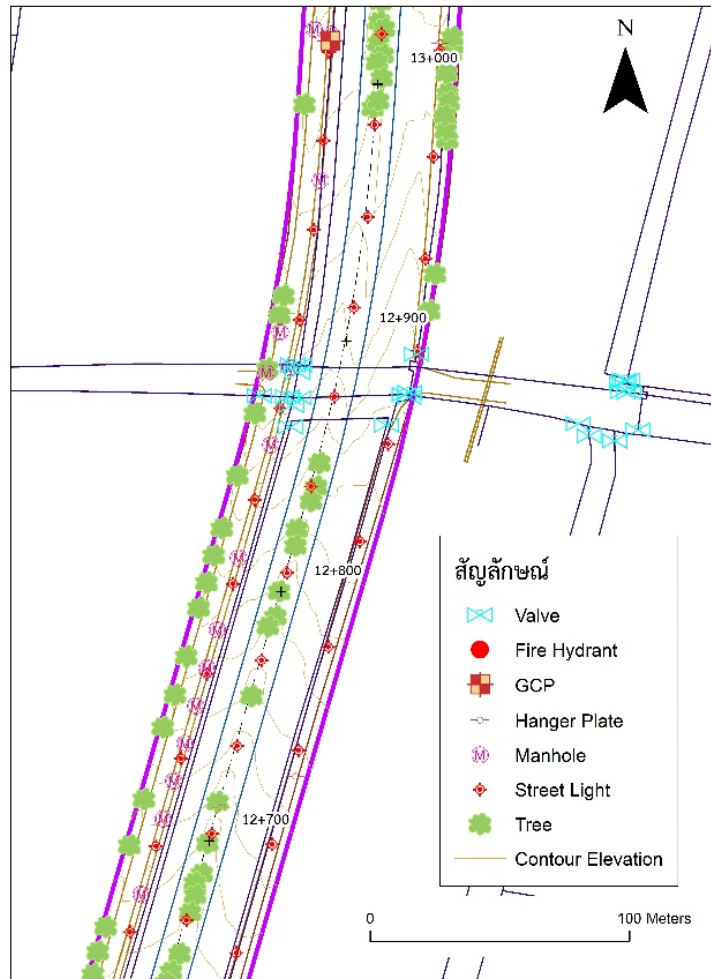 N
13+000
12+900
12+800
12+700
สัญลักษณ์
Valve
Fire Hydrant
GCP
Hanger Plate
M Manhole
Street Light
Tree
Contour Elevation
0 100 Meters